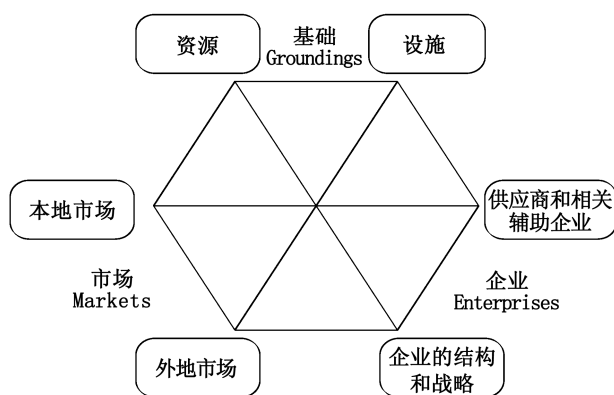 资源
基础
Groundings
设施
本地市场
供应商和相关
辅助企业
市场
Markets
企业
Enterprises
外地市场
企业的结构
和战略